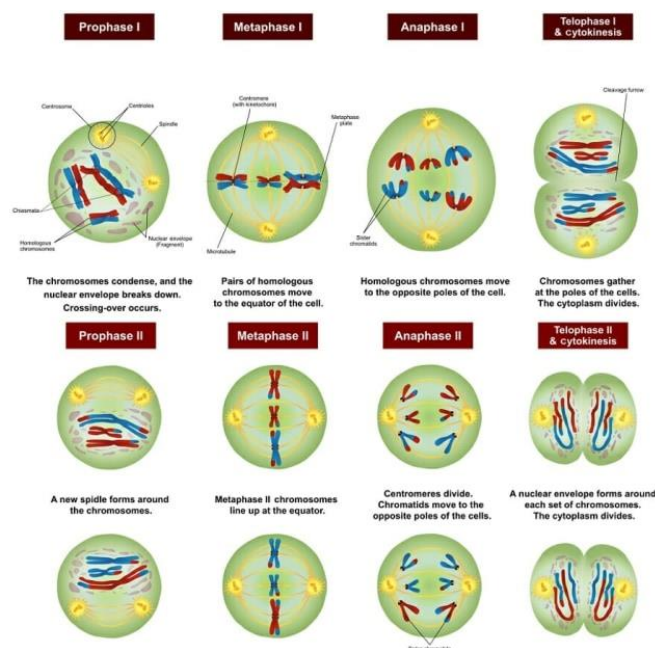 Prophase I
Metaphase I
Anaphase I
Telophase I
& cytokinesis
Centrosome
Centrioles
Spindle
Chiasmata
Homologous
chromosomes
Nuclear envelope
(Fragment)
Centromere
(with kinetochore)
Metaphase
plate
Microtubule
Sister
chromatids
Cleavage furrow
The chromosomes condense, and the
nuclear envelope breaks down.
Crossing-over occurs.
Pairs of homologous
chromosomes move
to the equator of the cell.
Homologous chromosomes move
to the opposite poles of the cell.
Chromosomes gather
at the poles of the cells.
The cytoplasm divides.
Prophase II
Metaphase II
Anaphase II
Telophase II
& cytokinesis
A new spidle forms around
the chromosomes.
Metaphase II chromosomes
line up at the equator.
Centromeres divide.
Chromatids move to the
opposite poles of the cells.
A nuclear envelope forms around
each set of chromosomes.
The cytoplasm divides.